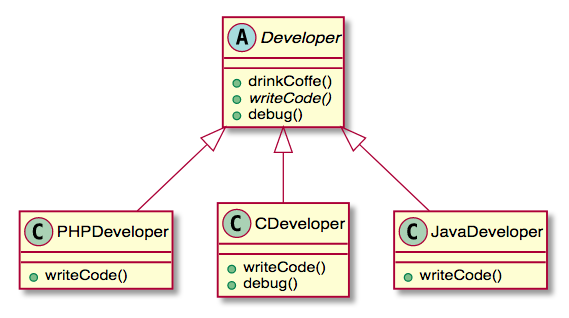 A Developer
drinkCoffe()
writeCode()
debug()
C PHPDeveloper
writeCode()
C CDeveloper
writeCode()
debug()
C JavaDeveloper
writeCode()